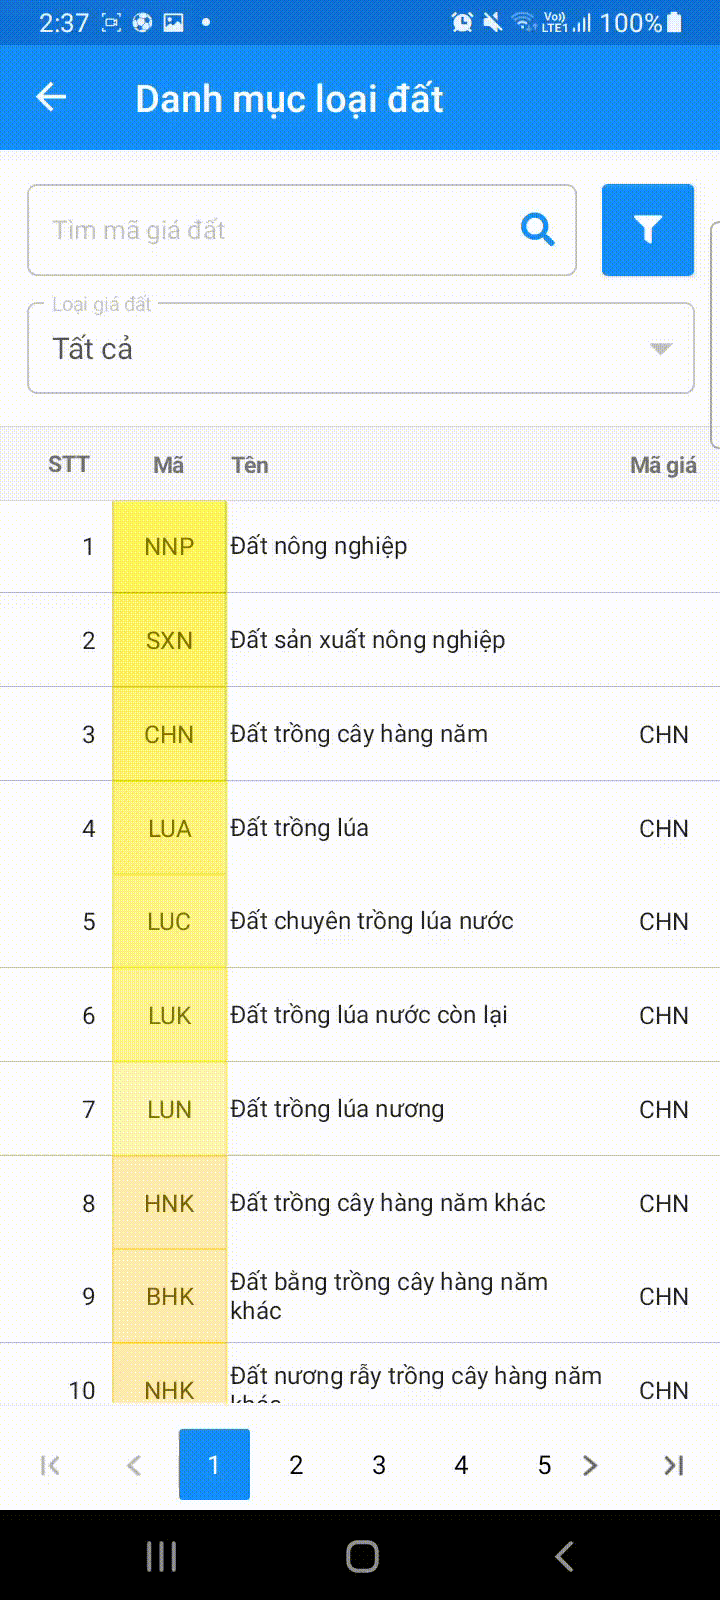 2:37 Vo)) LTE1 100%
Danh mục loại đất
Tìm mã giá đất
Loại giá đất
Tất cả
STT Mã Tên Mã giá
1 NNP Đất nông nghiệp
2 SXN Đất sản xuất nông nghiệp
3 CHN Đất trồng cây hàng năm CHN
4 LUA Đất trồng lúa CHN
5 LUC Đất chuyên trồng lúa nước CHN
6 LUK Đất trồng lúa nước còn lại CHN
7 LUN Đất trồng lúa nương CHN
8 HNK Đất trồng cây hàng năm khác CHN
9 BHK Đất bằng trồng cây hàng năm CHN
khác
10 NHK Đất nương rẫy trồng cây hàng năm CHN
khác
1 2 3 4 5